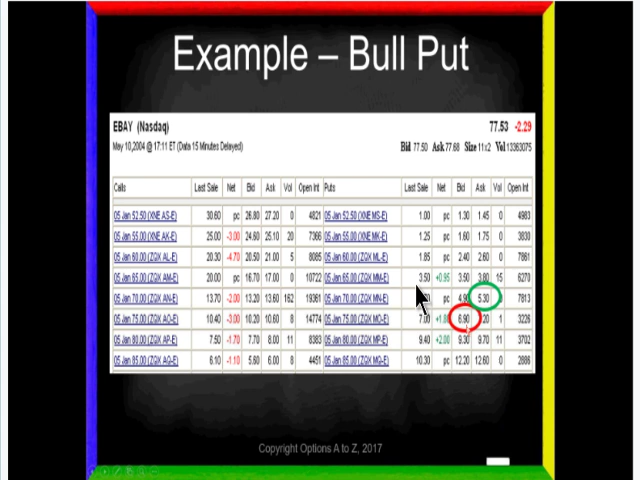 Example – Bull Put
EBAY (Nasdaq) 77.53 -2.29
May 10,2004 @ 17:11 ET (Data 15 Minutes Delayed) Bid 77.50 Ask 77.68 Size 11x2 Vol 13363075
Calls Last Sale Net Bid Ask Vol Open Int Puts Last Sale Net Bid Ask Vol Open Int
05 Jan 52.50 (XNE AS-E) 30.60 pc 26.80 27.20 0 4821 05 Jan 52.50 (XNE MS-E) 1.00 pc 1.30 1.45 0 4983
05 Jan 55.00 (XNE AK-E) 25.00 -3.00 24.60 25.10 20 7366 05 Jan 55.00 (XNE MK-E) 1.25 pc 1.60 1.75 0 3830
05 Jan 60.00 (ZQX AL-E) 20.30 -4.70 20.50 21.00 5 8085 05 Jan 60.00 (ZQX ML-E) 1.85 pc 2.40 2.60 0 7861
05 Jan 65.00 (ZQX AM-E) 20.00 pc 16.70 17.00 0 10722 05 Jan 65.00 (ZQX MM-E) 3.50 +0.95 3.50 3.80 15 6270
05 Jan 70.00 (ZQX AN-E) 13.70 -2.00 13.20 13.60 162 19361 05 Jan 70.00 (ZQX MN-E) pc 4.90 5.30 7813
05 Jan 75.00 (ZQX AO-E) 10.40 -3.00 10.20 10.60 8 14774 05 Jan 75.00 (ZQX MO-E) 7.00 6.90 1 3226
05 Jan 80.00 (ZQX AP-E) 7.50 -1.70 7.70 8.00 11 8383 05 Jan 80.00 (ZQX MP-E) 9.40 +2.00 9.30 9.70 11 3702
05 Jan 85.00 (ZQX AQ-E) 6.10 -1.10 5.60 6.00 8 4451 05 Jan 85.00 (ZQX MQ-E) 10.30 pc 12.20 12.60 0 2886
Copyright Options A to Z, 2017